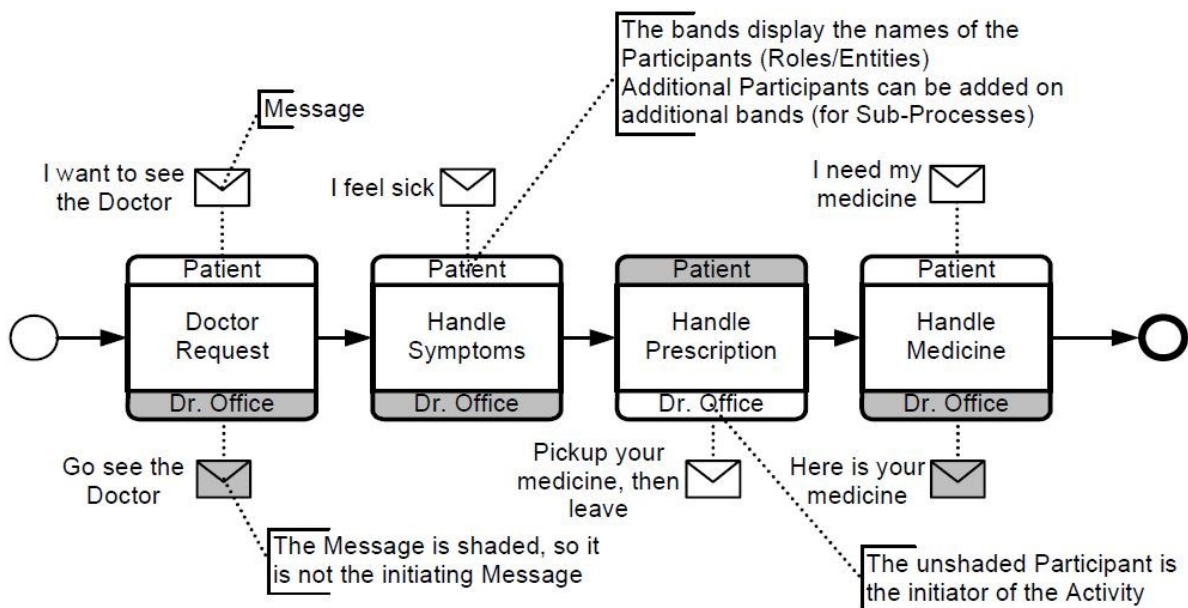 The bands display the names of the
Participants (Roles/Entities)
Additional Participants can be added on
additional bands (for Sub-Processes)
Message
I want to see
the Doctor
I feel sick
I need my
medicine
Patient
Patient
Patient
Patient
Doctor
Request
Handle
Symptoms
Handle
Prescription
Handle
Medicine
Dr. Office
Dr. Office
Dr. Office
Dr. Office
Go see the
Doctor
Pickup your
medicine, then
leave
Here is your
medicine
The Message is shaded, so it
is not the initiating Message
The unshaded Participant is
the initiator of the Activity